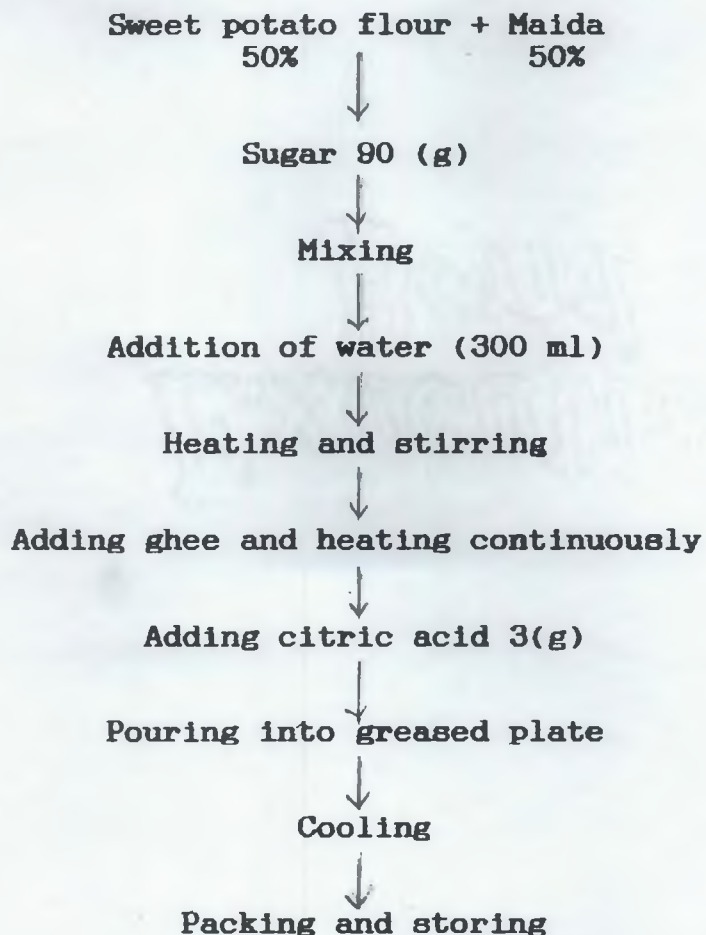 Sweet potato flour + Maida
50% 50%
Sugar 90 (g)
Mixing
Addition of water (300 ml)
Heating and stirring
Adding ghee and heating continuously
Adding citric acid 3(g)
Pouring into greased plate
Cooling
Packing and storing